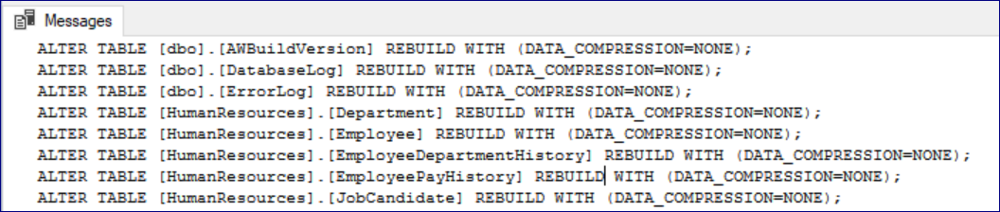 Messages
ALTER TABLE [dbo].[AWBuildVersion] REBUILD WITH (DATA_COMPRESSION=NONE);
ALTER TABLE [dbo].[DatabaseLog] REBUILD WITH (DATA_COMPRESSION=NONE);
ALTER TABLE [dbo].[ErrorLog] REBUILD WITH (DATA_COMPRESSION=NONE);
ALTER TABLE [HumanResources].[Department] REBUILD WITH (DATA_COMPRESSION=NONE);
ALTER TABLE [HumanResources].[Employee] REBUILD WITH (DATA_COMPRESSION=NONE);
ALTER TABLE [HumanResources].[EmployeeDepartmentHistory] REBUILD WITH (DATA_COMPRESSION=NONE);
ALTER TABLE [HumanResources].[EmployeePayHistory] REBUILD WITH (DATA_COMPRESSION=NONE);
ALTER TABLE [HumanResources].[JobCandidate] REBUILD WITH (DATA_COMPRESSION=NONE);